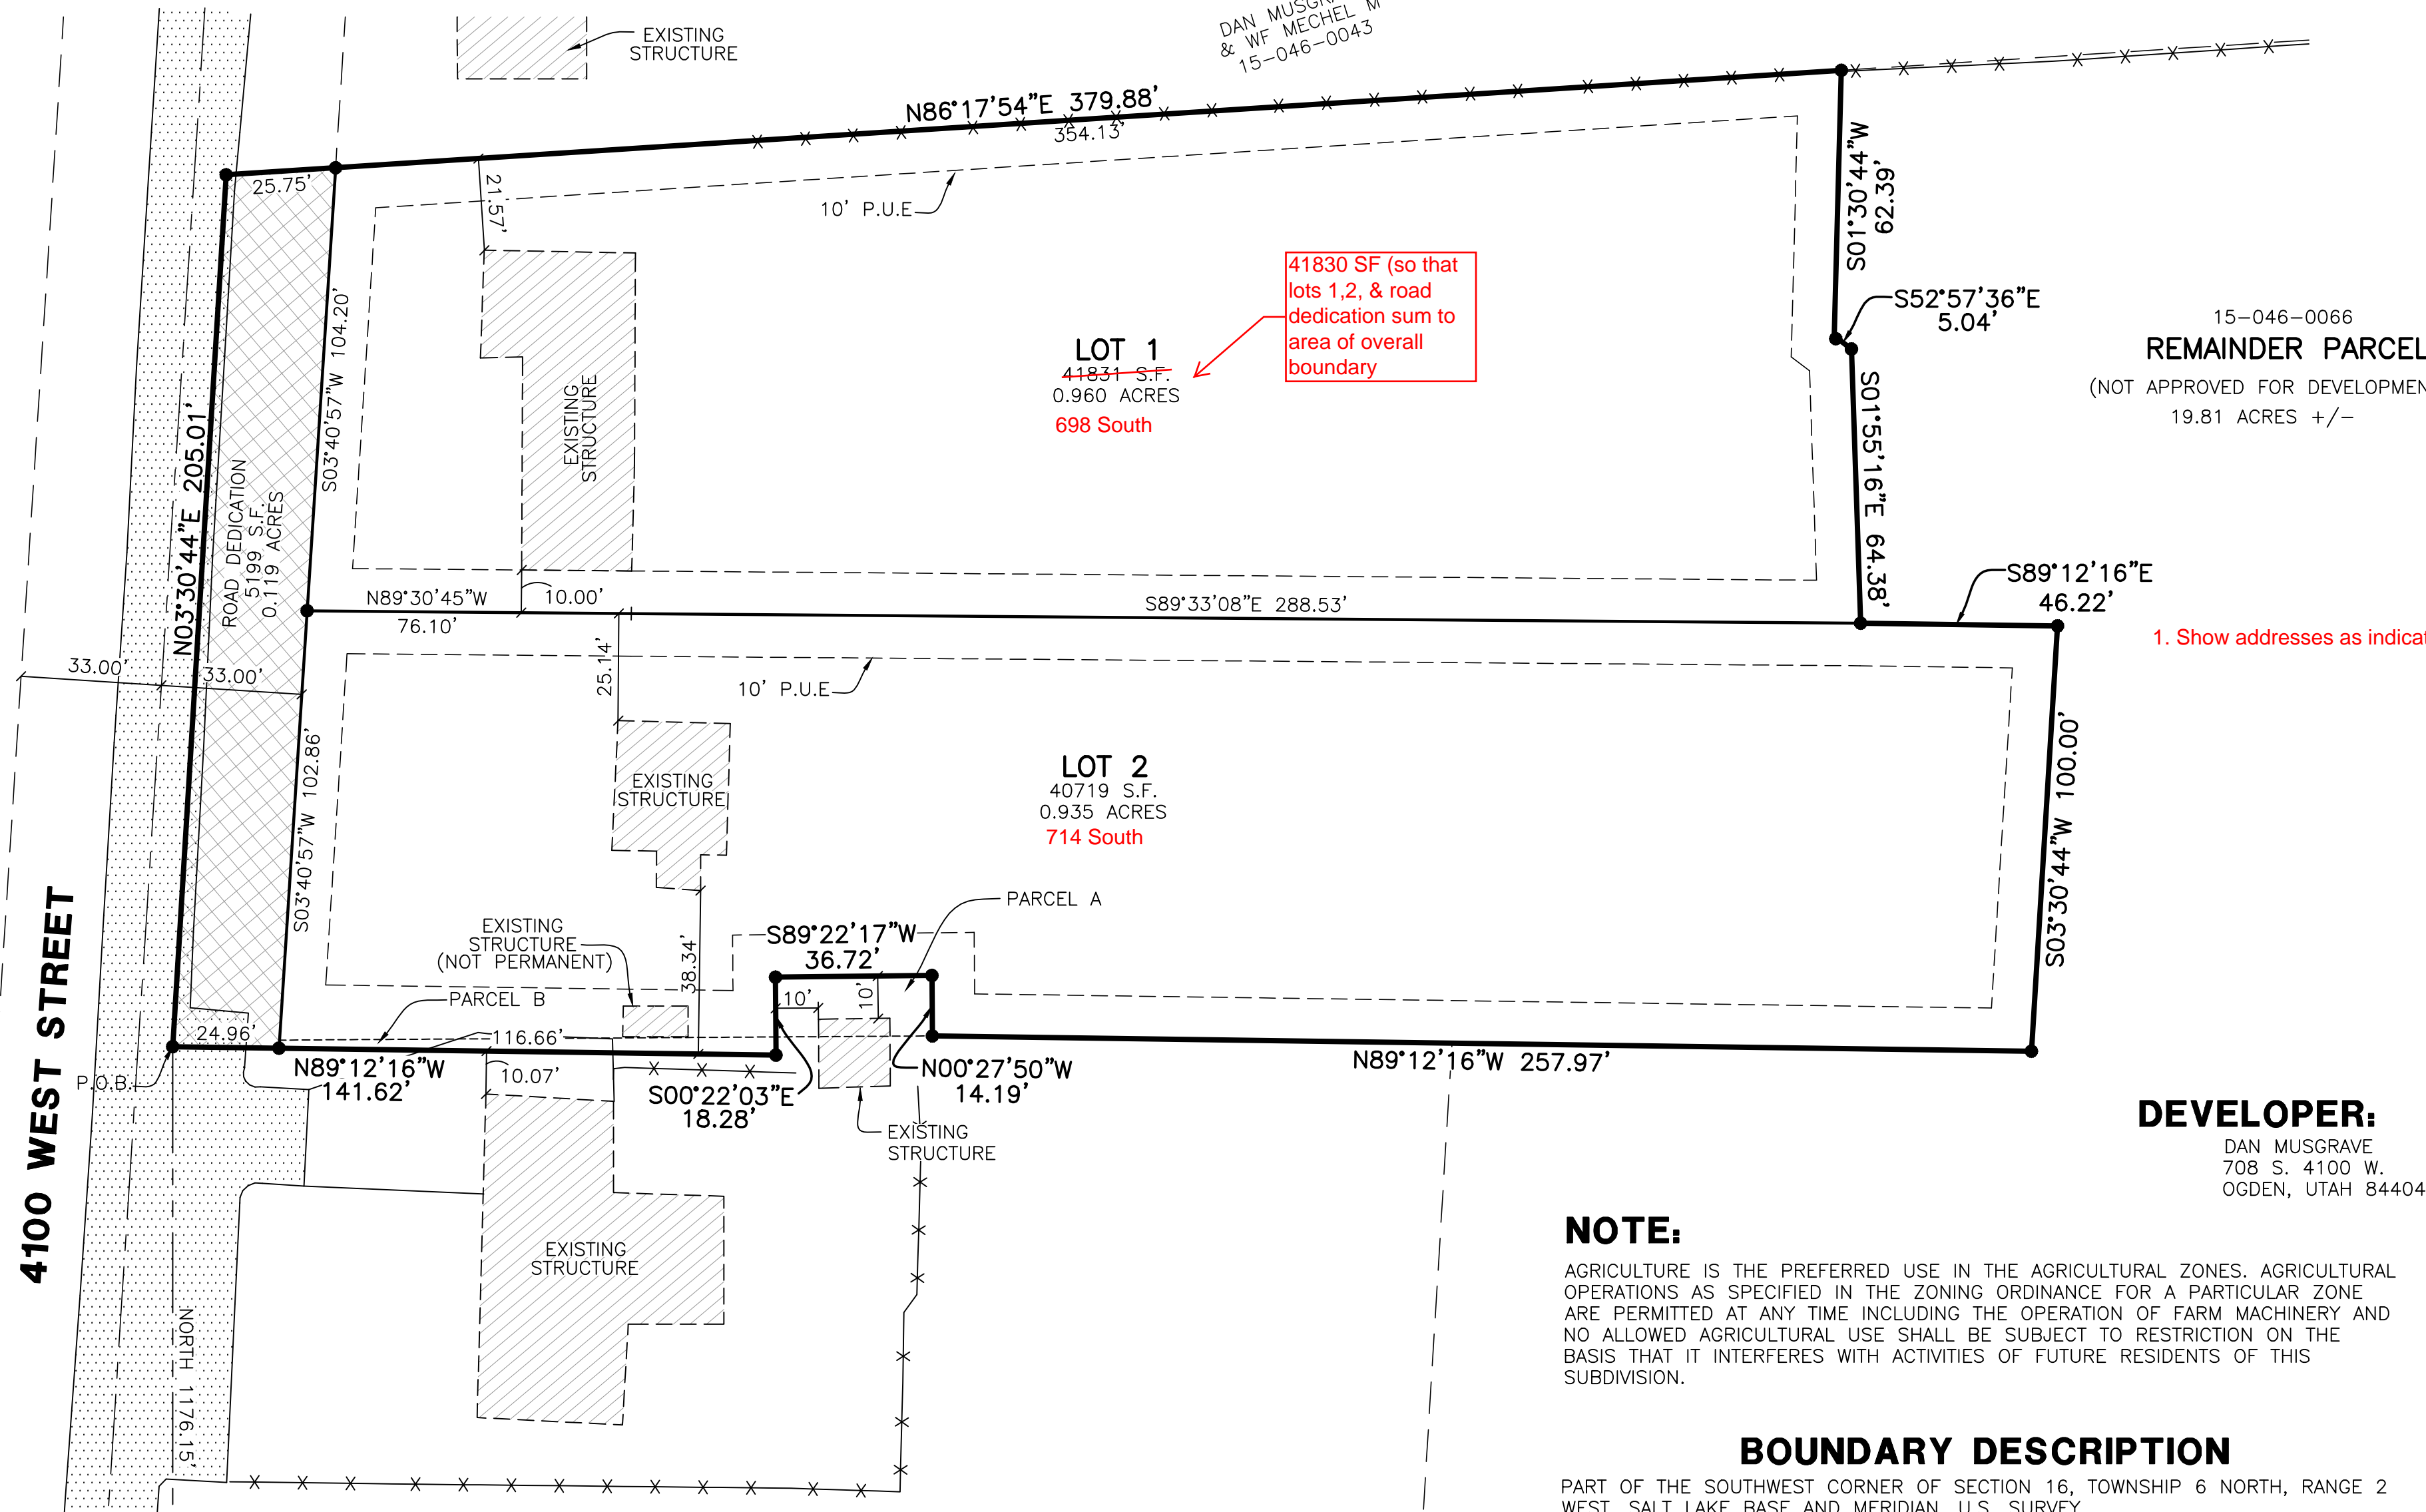 DAN MUSGR
& WF MECHEL M
15-046-0043
EXISTING
STRUCTURE
N86°17'54"E 379.88'
354.13'
25.75'
21.57'
10' P.U.E
S01°30'44"W
62.39'
S52°57'36"E
5.04'
15-046-0066
REMAINDER PARCEL
(NOT APPROVED FOR DEVELOPMEN
19.81 ACRES +/-
41830 SF (so that
lots 1,2, & road
dedication sum to
area of overall
boundary
LOT 1
41831 S.F.
0.960 ACRES
698 South
EXISTING
STRUCTURE
S03°40'57"W 104.20'
N03°30'44"E 205.01'
ROAD DEDICATION
5199 S.F.
0.119 ACRES
S01°55'16"E 64.38'
S89°12'16"E
46.22'
N89°30'45"W
76.10'
10.00'
S89°33'08"E 288.53'
1. Show addresses as indicat
33.00'
33.00'
25.14'
10' P.U.E
S03°40'57"W 102.86'
EXISTING
STRUCTURE
LOT 2
40719 S.F.
0.935 ACRES
714 South
S03°30'44"W 100.00'
PARCEL A
EXISTING
STRUCTURE
(NOT PERMANENT)
38.34'
S89°22'17"W
36.72'
10'
10'
PARCEL B
24.96'
116.66'
P.O.B.
N89°12'16"W
141.62'
10.07'
S00°22'03"E
18.28'
N00°27'50"W
14.19'
N89°12'16"W 257.97'
EXISTING
STRUCTURE
4100 WEST STREET
EXISTING
STRUCTURE
NORTH 1176.15'
DEVELOPER:
DAN MUSGRAVE
708 S. 4100 W.
OGDEN, UTAH 84404
NOTE:
AGRICULTURE IS THE PREFERRED USE IN THE AGRICULTURAL ZONES. AGRICULTURAL
OPERATIONS AS SPECIFIED IN THE ZONING ORDINANCE FOR A PARTICULAR ZONE
ARE PERMITTED AT ANY TIME INCLUDING THE OPERATION OF FARM MACHINERY AND
NO ALLOWED AGRICULTURAL USE SHALL BE SUBJECT TO RESTRICTION ON THE
BASIS THAT IT INTERFERES WITH ACTIVITIES OF FUTURE RESIDENTS OF THIS
SUBDIVISION.
BOUNDARY DESCRIPTION
PART OF THE SOUTHWEST CORNER OF SECTION 16, TOWNSHIP 6 NORTH, RANGE 2
WEST, SALT LAKE BASE AND MERIDIAN, U.S. SURVEY